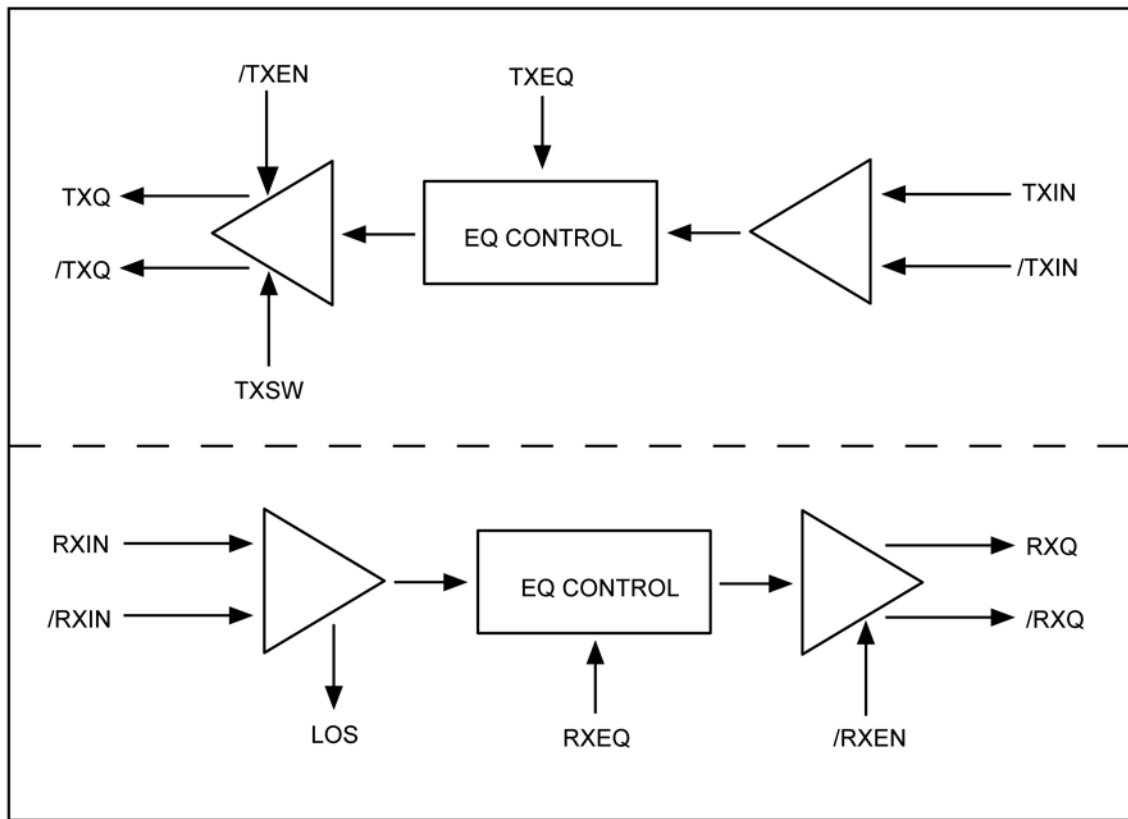 /TXEN
TXEQ
TXQ
TXIN
EQ CONTROL
/TXQ
/TXIN
TXSW
RXIN
RXQ
EQ CONTROL
/RXIN
/RXQ
LOS
RXEQ
/RXEN